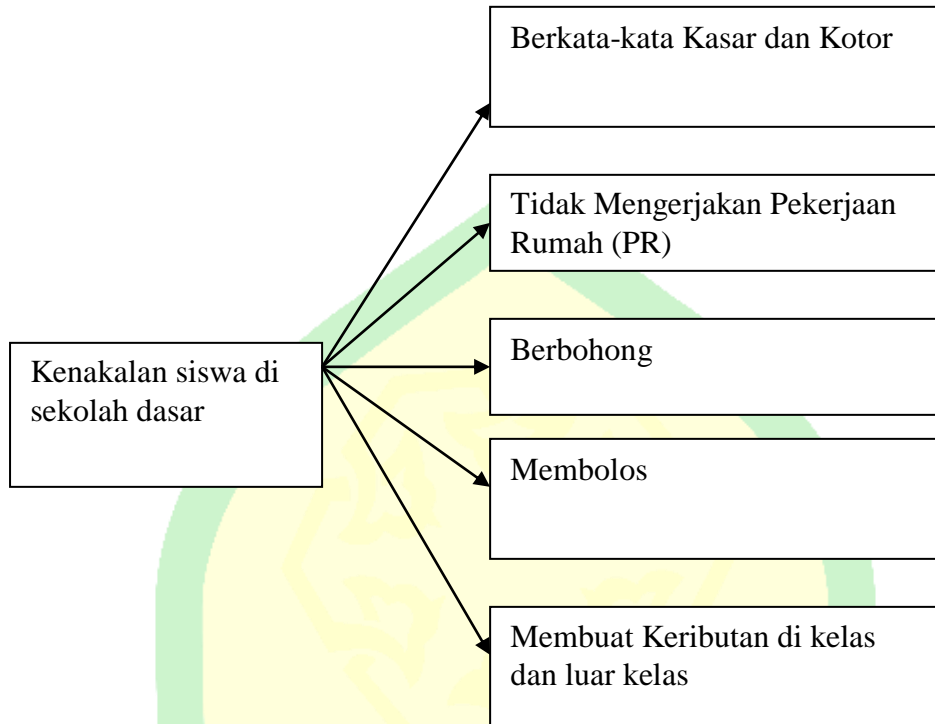 Berkata-kata Kasar dan Kotor
Tidak Mengerjakan Pekerjaan
Rumah (PR)
Berbohong
Kenakalan siswa di
sekolah dasar
Membolos
Membuat Keributan di kelas
dan luar kelas